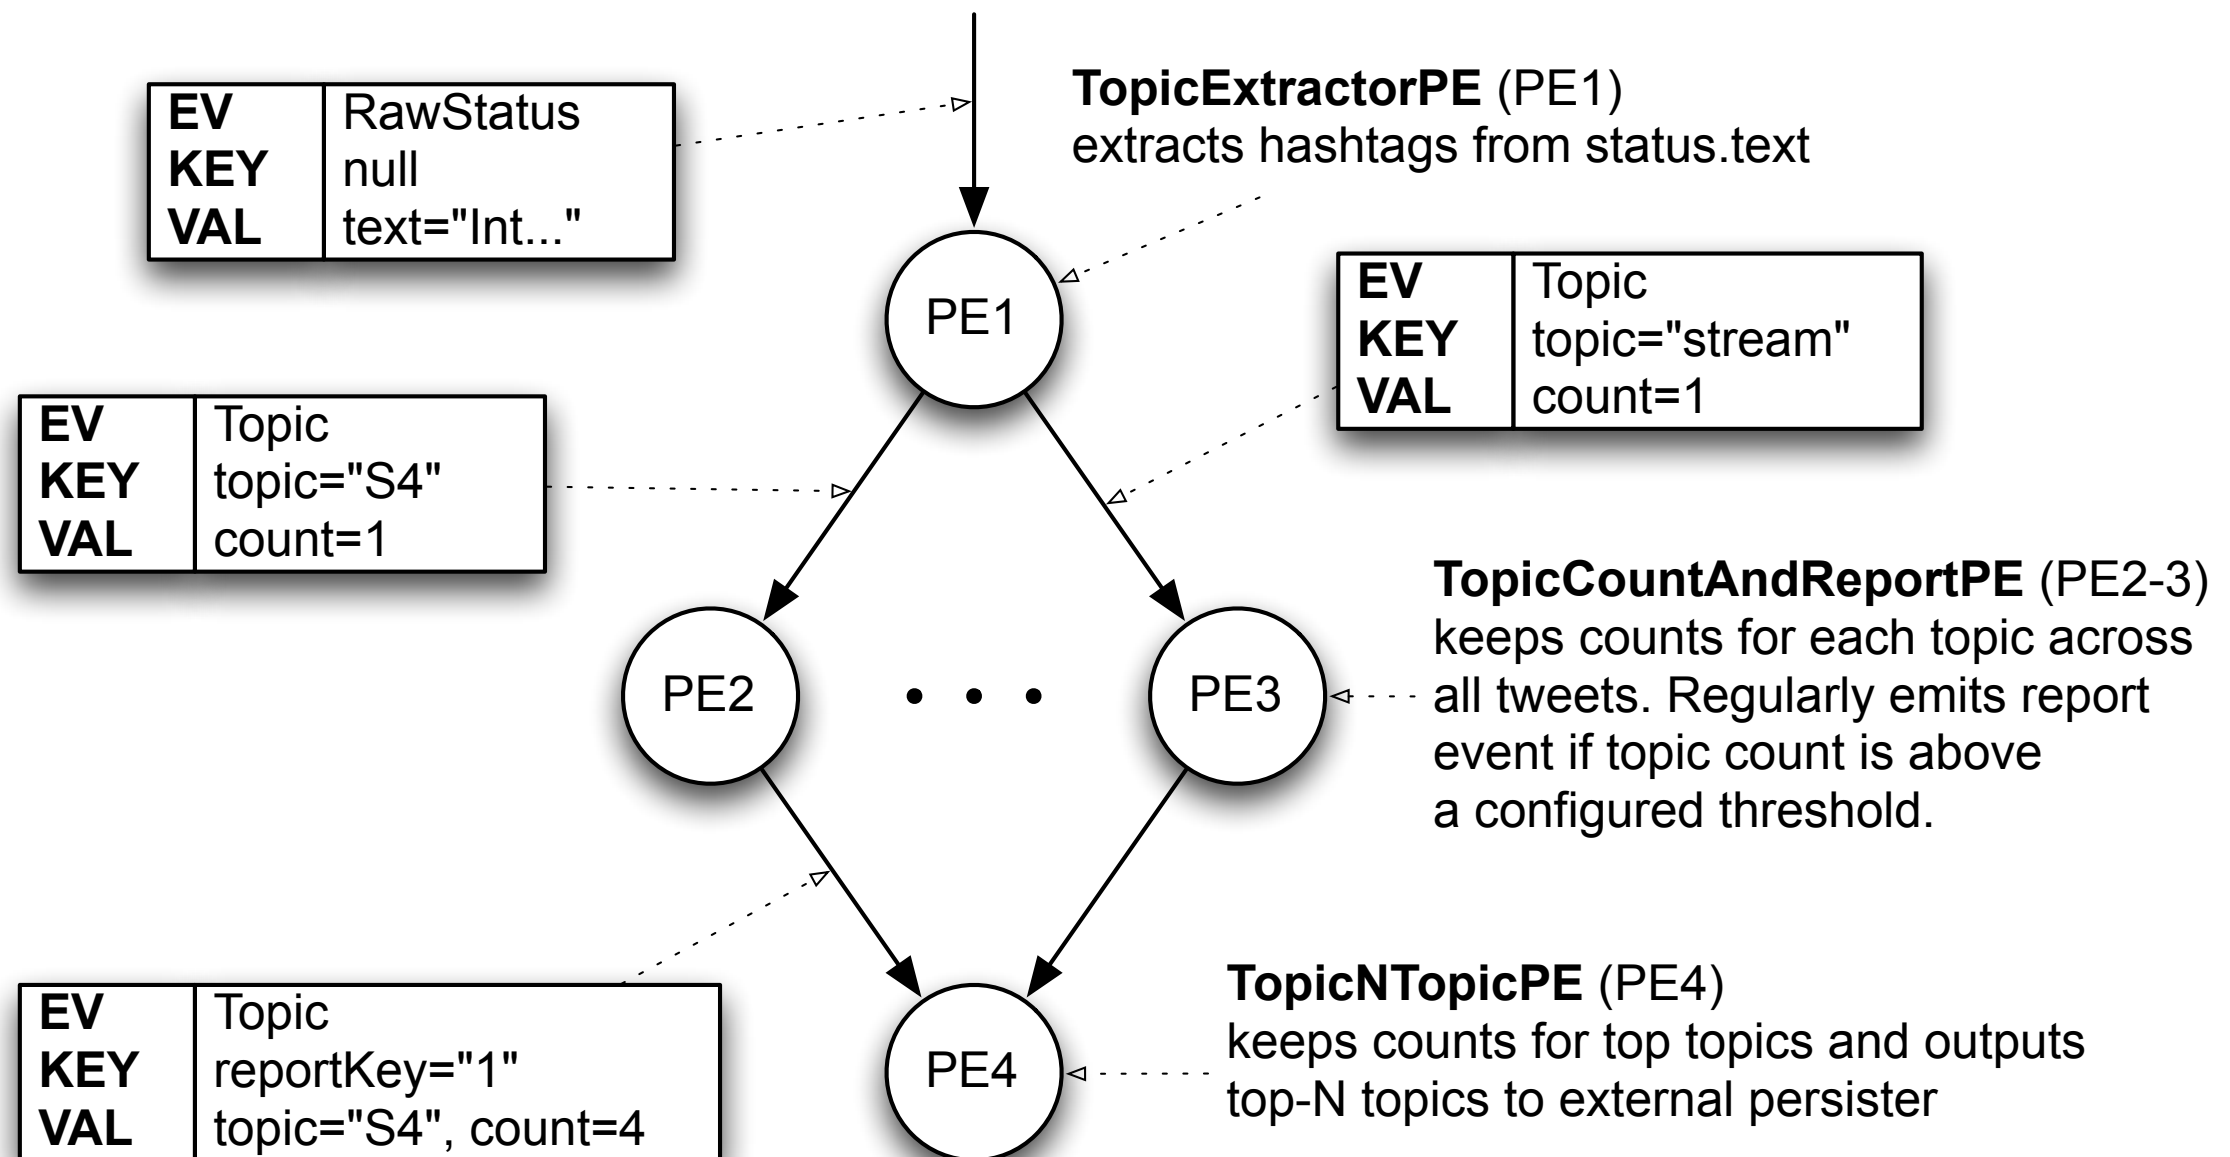 EV RawStatus
KEY null
VAL text="Int..."
TopicExtractorPE (PE1)
extracts hashtags from status.text
PE1
EV Topic
KEY topic="stream"
VAL count=1
EV Topic
KEY topic="S4"
VAL count=1
TopicCountAndReportPE (PE2-3)
keeps counts for each topic across
all tweets. Regularly emits report
event if topic count is above
a configured threshold.
PE2 • • • PE3
EV Topic
KEY reportKey="1"
VAL topic="S4", count=4
PE4
TopicNTopicPE (PE4)
keeps counts for top topics and outputs
top-N topics to external persister